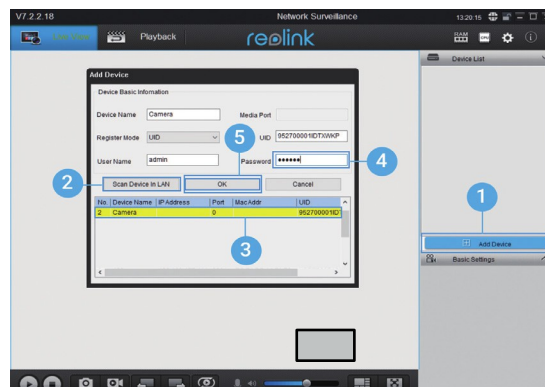 V7.2.2.18
Network Surveillance
13:20:15
Playback
reolink
RAM
CPU
Device List
Add Device
Device Basic Infomation
Device Name
Camera
Media Port
Register Mode
UID
UID
952700001IDTXWKP
5
User Name
admin
Password
••••••
4
2
Scan Device In LAN
OK
Cancel
1
No.
Device Name
IP Address
Port
Mac Addr
UID
2
Camera
0
952700001ID
3
Add Device
Basic Settings